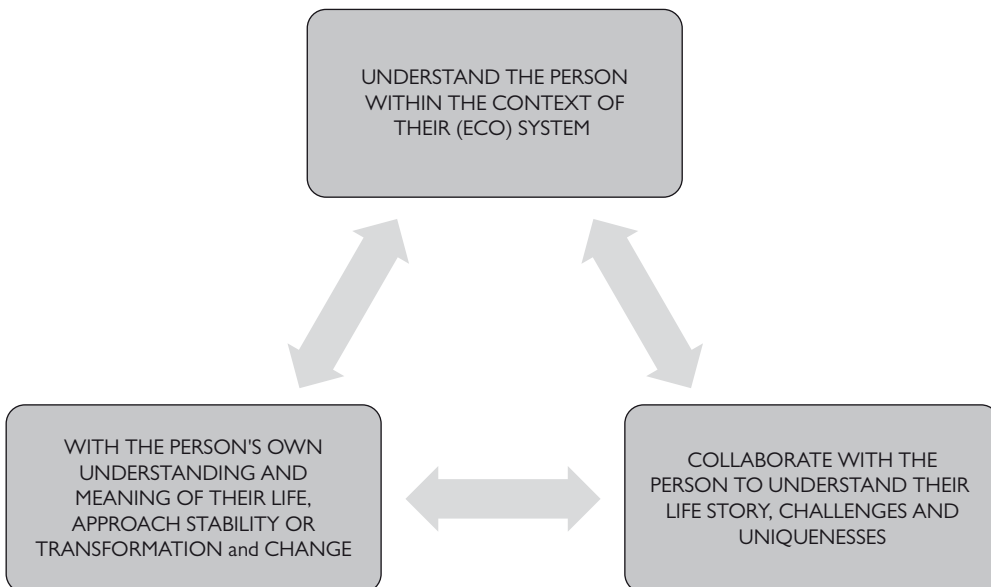 UNDERSTAND THE PERSON
WITHIN THE CONTEXT OF
THEIR (ECO) SYSTEM
WITH THE PERSON'S OWN
UNDERSTANDING AND
MEANING OF THEIR LIFE,
APPROACH STABILITY OR
TRANSFORMATION and CHANGE
COLLABORATE WITH THE
PERSON TO UNDERSTAND THEIR
LIFE STORY, CHALLENGES AND
UNIQUENESSES